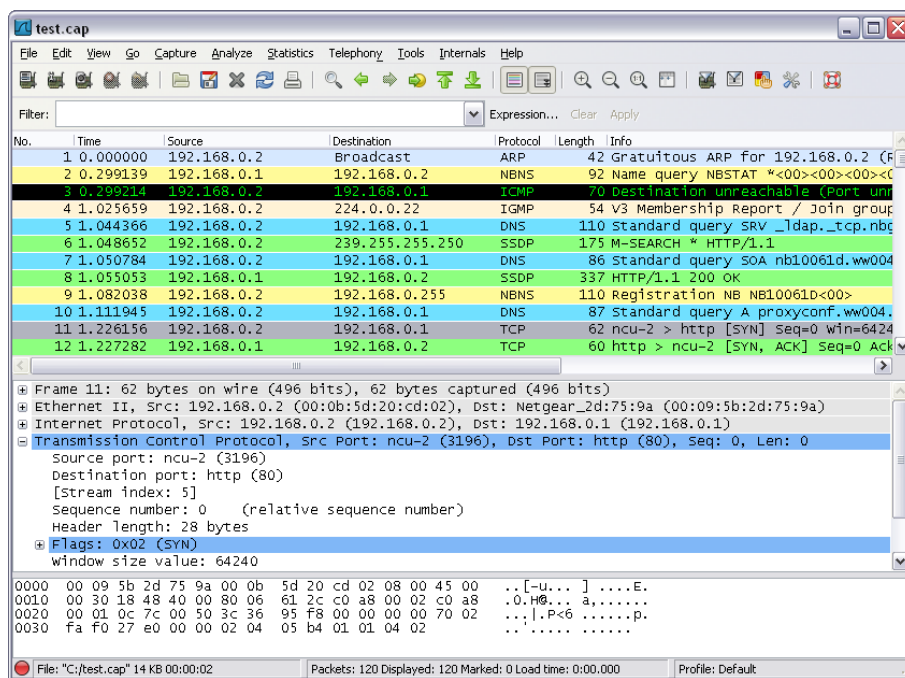 test.cap
File Edit View Go Capture Analyze Statistics Telephony Tools Internals Help
Filter: Expression... Clear Apply
No. Time Source Destination Protocol Length Info
1 0.000000 192.168.0.2 Broadcast ARP 42 Gratuitous ARP for 192.168.0.2 (R
2 0.299139 192.168.0.1 192.168.0.2 NBNS 92 Name query NBSTAT *<00><00><00><0
3 0.299214 192.168.0.2 192.168.0.1 ICMP 70 Destination unreachable (Port unr
4 1.025659 192.168.0.2 224.0.0.22 IGMP 54 V3 Membership Report / Join group
5 1.044366 192.168.0.2 192.168.0.1 DNS 110 Standard query SRV _ldap._tcp.nbg
6 1.048652 192.168.0.2 239.255.255.250 SSDP 175 M-SEARCH * HTTP/1.1
7 1.050784 192.168.0.2 192.168.0.1 DNS 86 Standard query SOA nb10061d.ww004
8 1.055053 192.168.0.1 192.168.0.2 SSDP 337 HTTP/1.1 200 OK
9 1.082038 192.168.0.2 192.168.0.255 NBNS 110 Registration NB NB10061D<00>
10 1.111945 192.168.0.2 192.168.0.1 DNS 87 Standard query A proxyconf.ww004.
11 1.226156 192.168.0.2 192.168.0.1 TCP 62 ncu-2 > http [SYN] Seq=0 Win=6424
12 1.227282 192.168.0.1 192.168.0.2 TCP 60 http > ncu-2 [SYN, ACK] Seq=0 Ack
Frame 11: 62 bytes on wire (496 bits), 62 bytes captured (496 bits)
Ethernet II, Src: 192.168.0.2 (00:0b:5d:20:cd:02), Dst: Netgear_2d:75:9a (00:09:5b:2d:75:9a)
Internet Protocol, Src: 192.168.0.2 (192.168.0.2), Dst: 192.168.0.1 (192.168.0.1)
Transmission Control Protocol, Src Port: ncu-2 (3196), Dst Port: http (80), Seq: 0, Len: 0
Source port: ncu-2 (3196)
Destination port: http (80)
[Stream index: 5]
Sequence number: 0 (relative sequence number)
Header length: 28 bytes
Flags: 0x02 (SYN)
Window size value: 64240
0000 00 09 5b 2d 75 9a 00 0b 5d 20 cd 02 08 00 45 00 ..[-u... ] ....E.
0010 00 30 18 48 40 00 80 06 61 2c c0 a8 00 02 c0 a8 .0.H@... a,......
0020 00 01 0c 7c 00 50 3c 36 95 f8 00 00 00 00 70 02 ...|.P<6 ......p.
0030 fa f0 27 e0 00 00 02 04 05 b4 01 01 04 02 ..'..... ......
File: "C:/test.cap" 14 KB 00:00:02 Packets: 120 Displayed: 120 Marked: 0 Load time: 0:00.000 Profile: Default